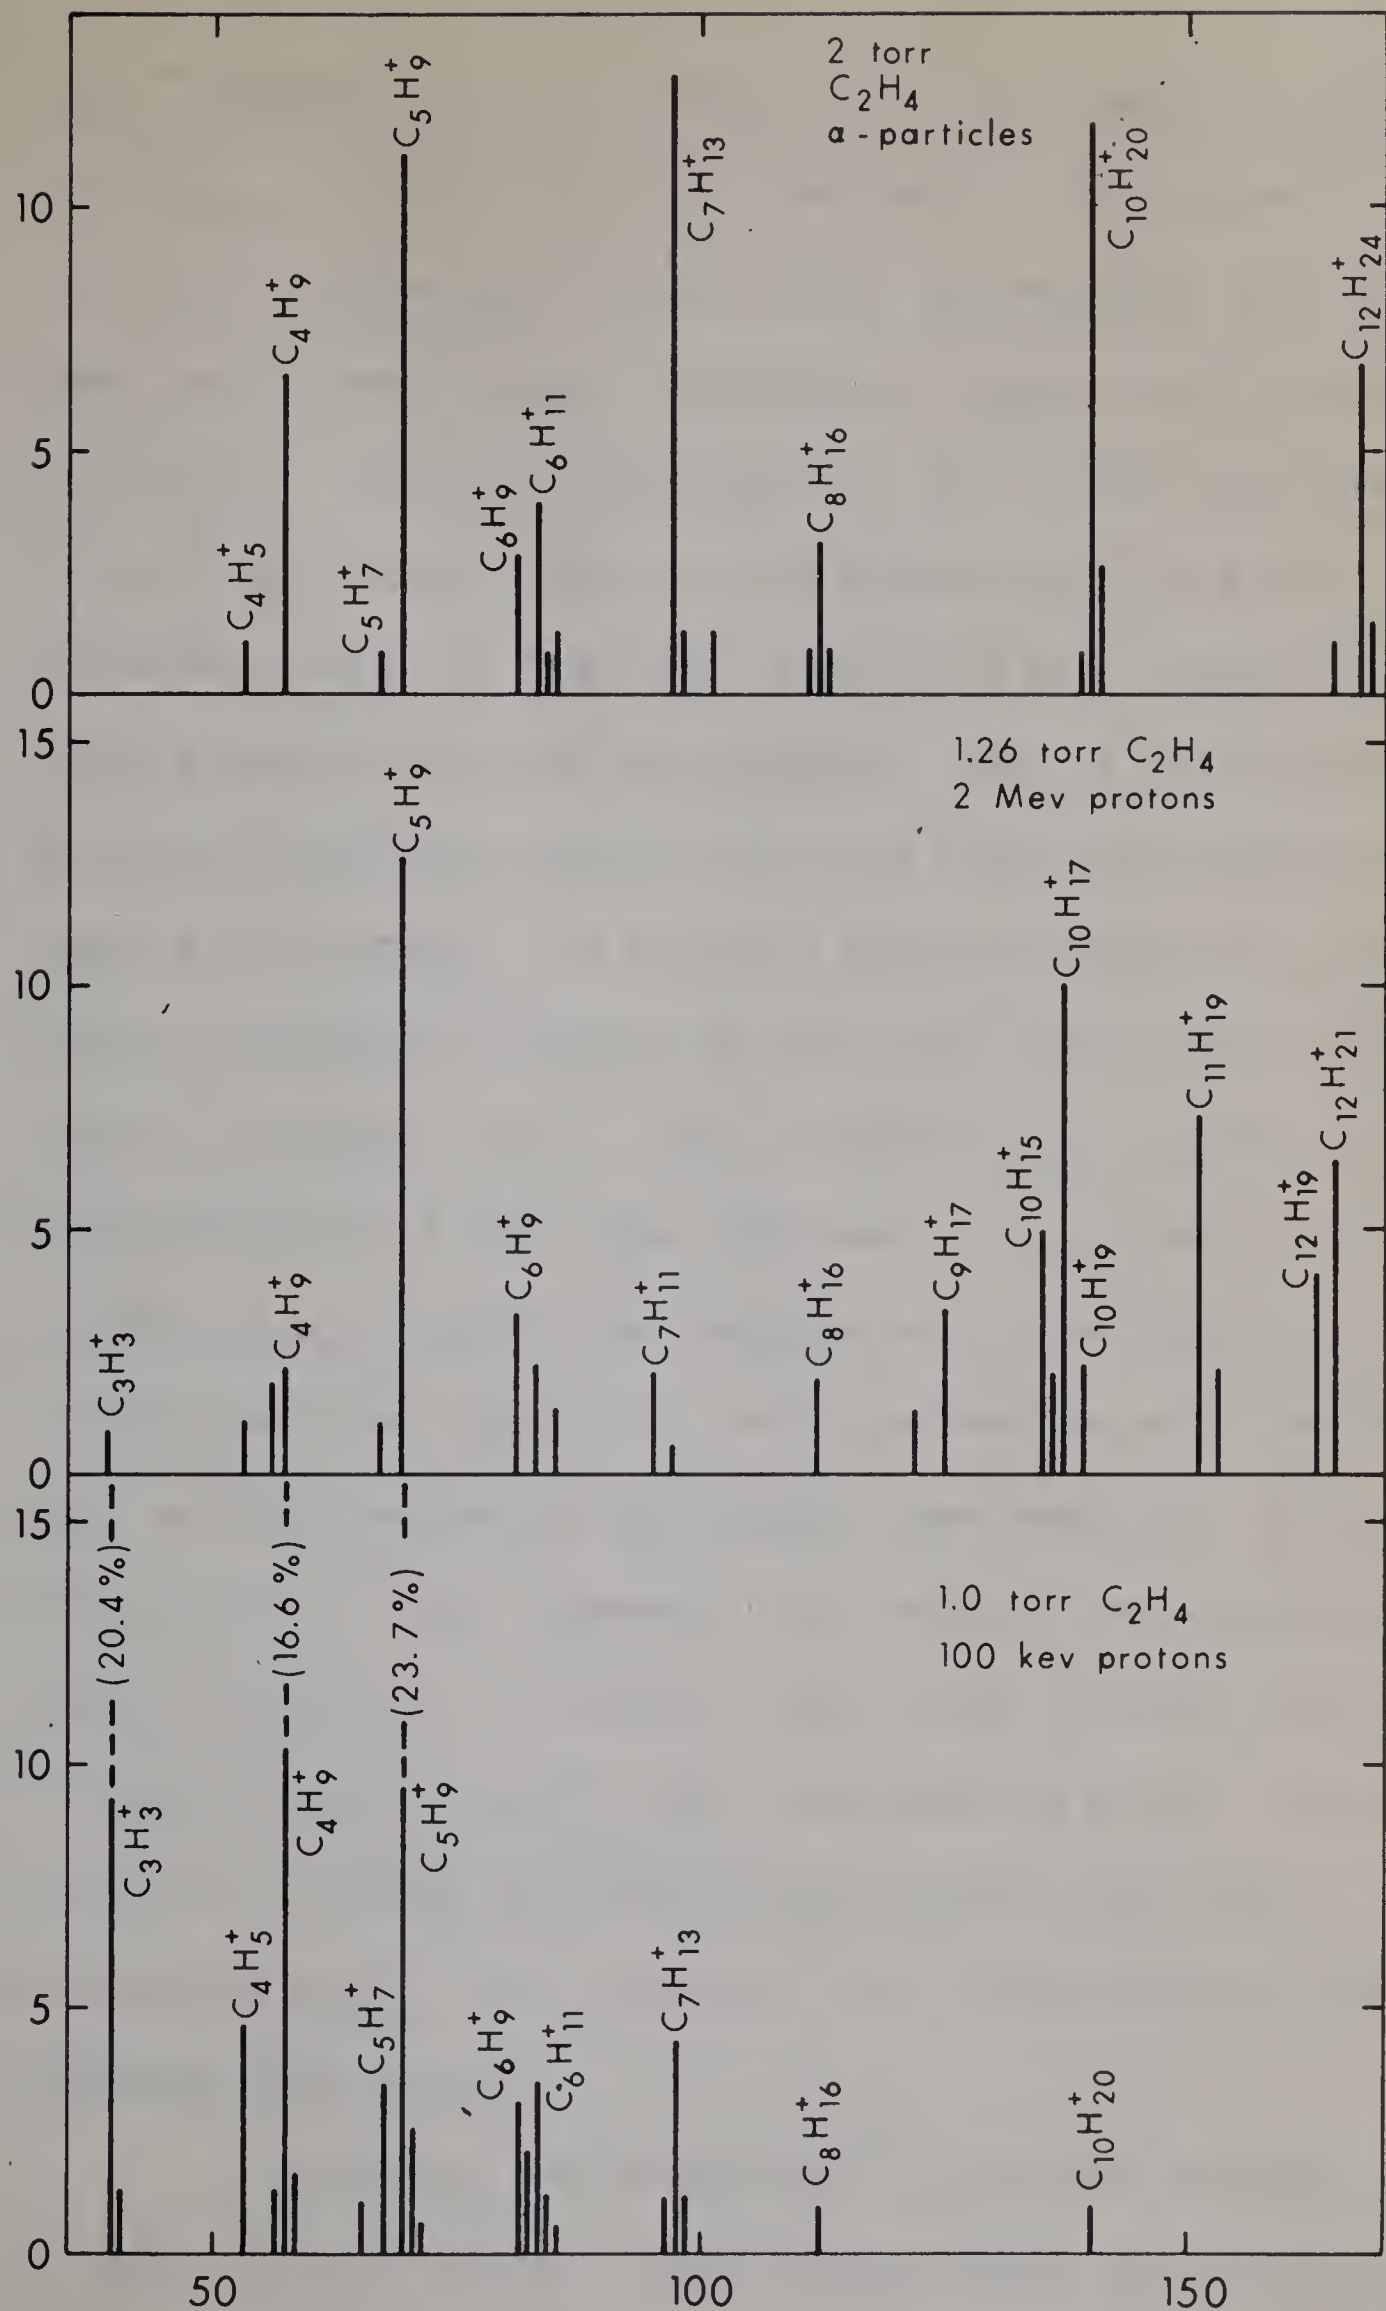 2 torr
C₂H₄
α - particles
10
5
0
C₄H₅⁺
C₄H₉⁺
C₅H₇⁺
C₅H₉⁺
C₆H₉⁺
C₆H₁₁⁺
C₇H₁₃⁺
C₈H₁₆⁺
C₁₀H₂₀⁺
C₁₂H₂₄⁺
1.26 torr C₂H₄
2 Mev protons
15
10
5
0
C₃H₃⁺
C₄H₉⁺
C₅H₉⁺
C₆H₉⁺
C₇H₁₁⁺
C₈H₁₆⁺
C₉H₁₇⁺
C₁₀H₁₅⁺
C₁₀H₁₇⁺
C₁₀H₁₉⁺
C₁₁H₁₉⁺
C₁₂H₁₉⁺
C₁₂H₂₁⁺
1.0 torr C₂H₄
100 kev protons
15
10
5
0
(20.4 %)
C₃H₃⁺
C₄H₅⁺
(16.6 %)
C₄H₉⁺
C₅H₇⁺
(23.7 %)
C₅H₉⁺
C₆H₉⁺
C₆H₁₁⁺
C₇H₁₃⁺
C₈H₁₆⁺
C₁₀H₂₀⁺
50
100
150